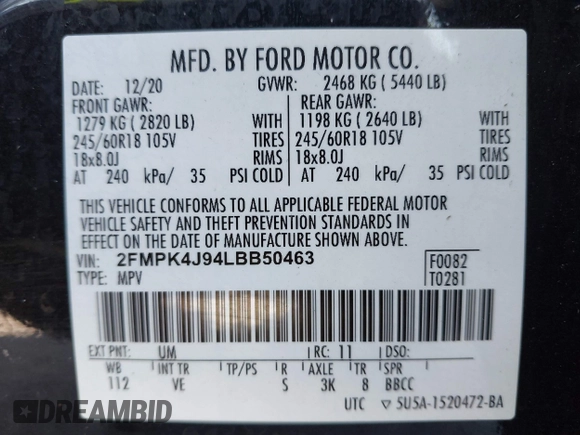 MFD. BY FORD MOTOR CO.
DATE: 12/20 GVWR: 2468 KG ( 5440 LB)
FRONT GAWR: REAR GAWR:
1279 KG ( 2820 LB) WITH 1198 KG ( 2640 LB) WITH
245/60R18 105V TIRES 245/60R18 105V TIRES
18x8.0J RIMS 18x8.0J RIMS
AT 240 kPa/ 35 PSI COLD AT 240 kPa/ 35 PSI COLD
THIS VEHICLE CONFORMS TO ALL APPLICABLE FEDERAL MOTOR
VEHICLE SAFETY AND THEFT PREVENTION STANDARDS IN
EFFECT ON THE DATE OF MANUFACTURE SHOWN ABOVE.
VIN: 2FMPK4J94LBB50463 F0082
TYPE: MPV T0281
EXT PNT: UM RC: 11 DSO:
WB INT TR TP/PS R AXLE TR SPR
112 VE S 3K 8 BBCC
UTC ▽ 5U5A-1520472-BA
DREAMBID